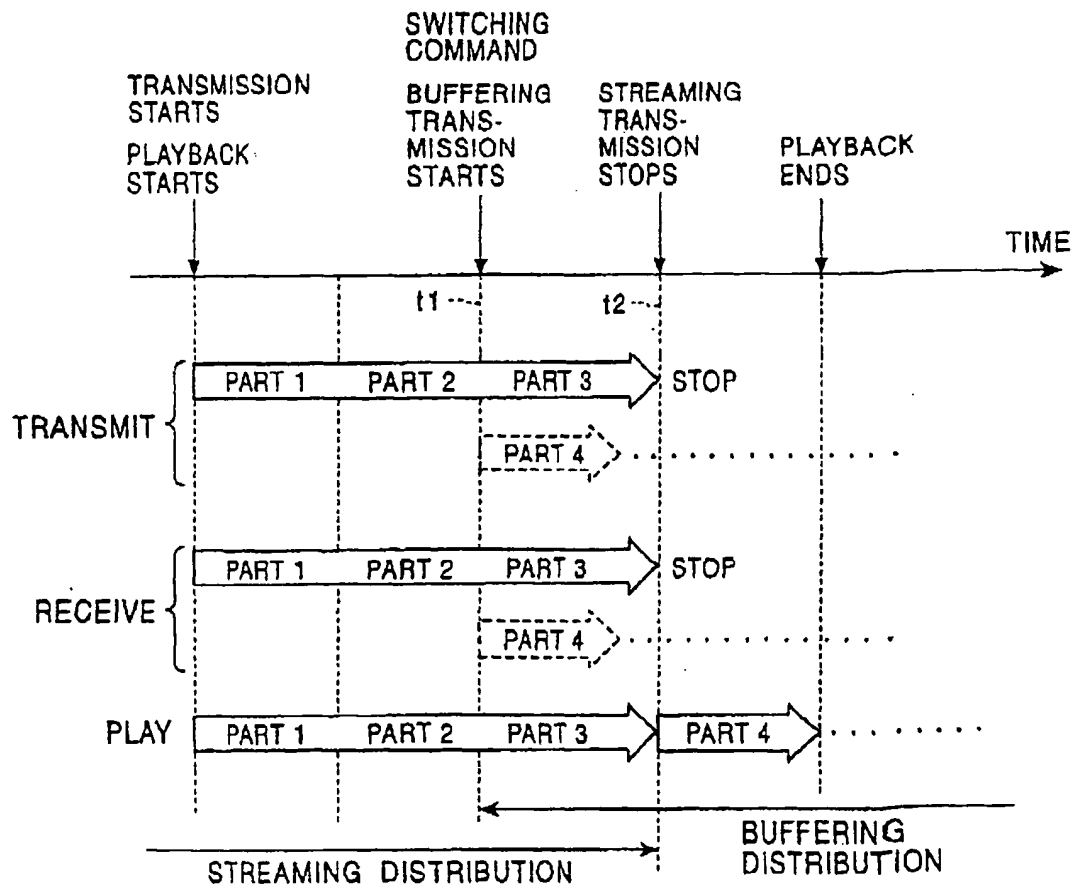 SWITCHING
COMMAND
TRANSMISSION
STARTS
PLAYBACK
STARTS
BUFFERING
TRANS-
MISSION
STARTS
STREAMING
TRANS-
MISSION
STOPS
PLAYBACK
ENDS
TIME
t1
t2
TRANSMIT
PART 1
PART 2
PART 3
STOP
PART 4
RECEIVE
PART 1
PART 2
PART 3
STOP
PART 4
PLAY
PART 1
PART 2
PART 3
PART 4
BUFFERING
DISTRIBUTION
STREAMING DISTRIBUTION